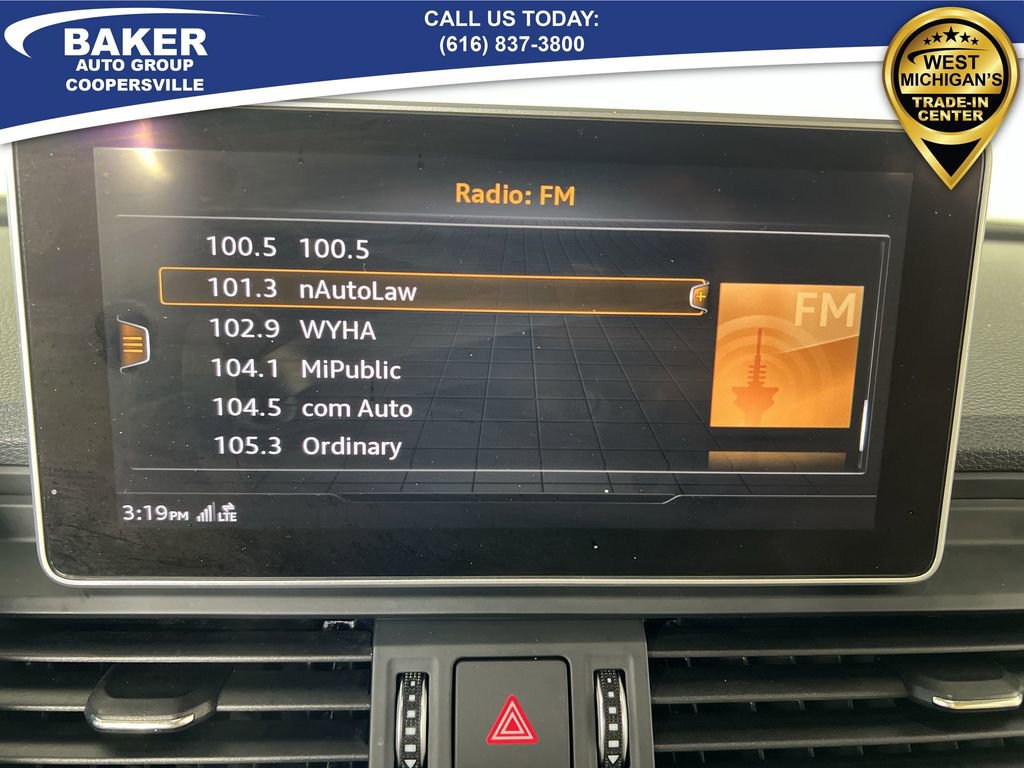 BAKER
AUTO GROUP
COOPERSVILLE
CALL US TODAY:
(616) 837-3800
WEST
MICHIGAN'S
TRADE-IN
CENTER
Radio: FM
100.5 100.5
101.3 nAutoLaw
102.9 WYHA
104.1 MiPublic
104.5 com Auto
105.3 Ordinary
FM
3:19PM LTE